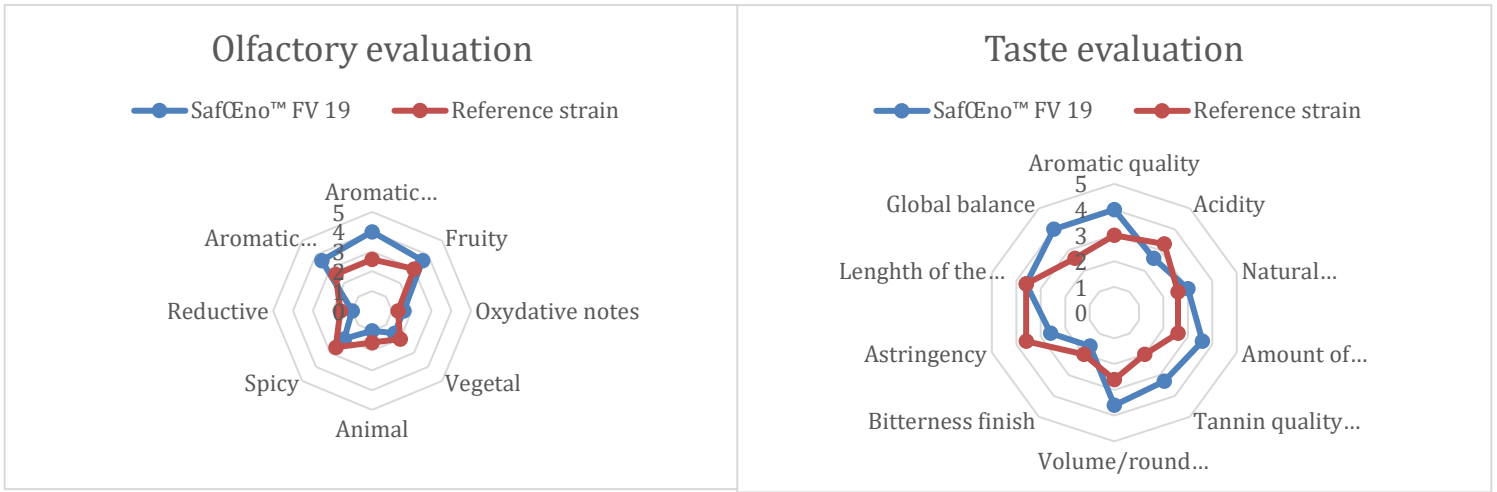 Olfactory evaluation
SafŒno™ FV 19 Reference strain
Aromatic...
Fruity
Oxydative notes
Vegetal
Animal
Spicy
Reductive
Aromatic...
5
4
3
2
1
0
Taste evaluation
SafŒno™ FV 19 Reference strain
Aromatic quality
Acidity
Natural...
Amount of...
Tannin quality...
Volume/round...
Bitterness finish
Astringency
Lenghth of the...
Global balance
5
4
3
2
1
0